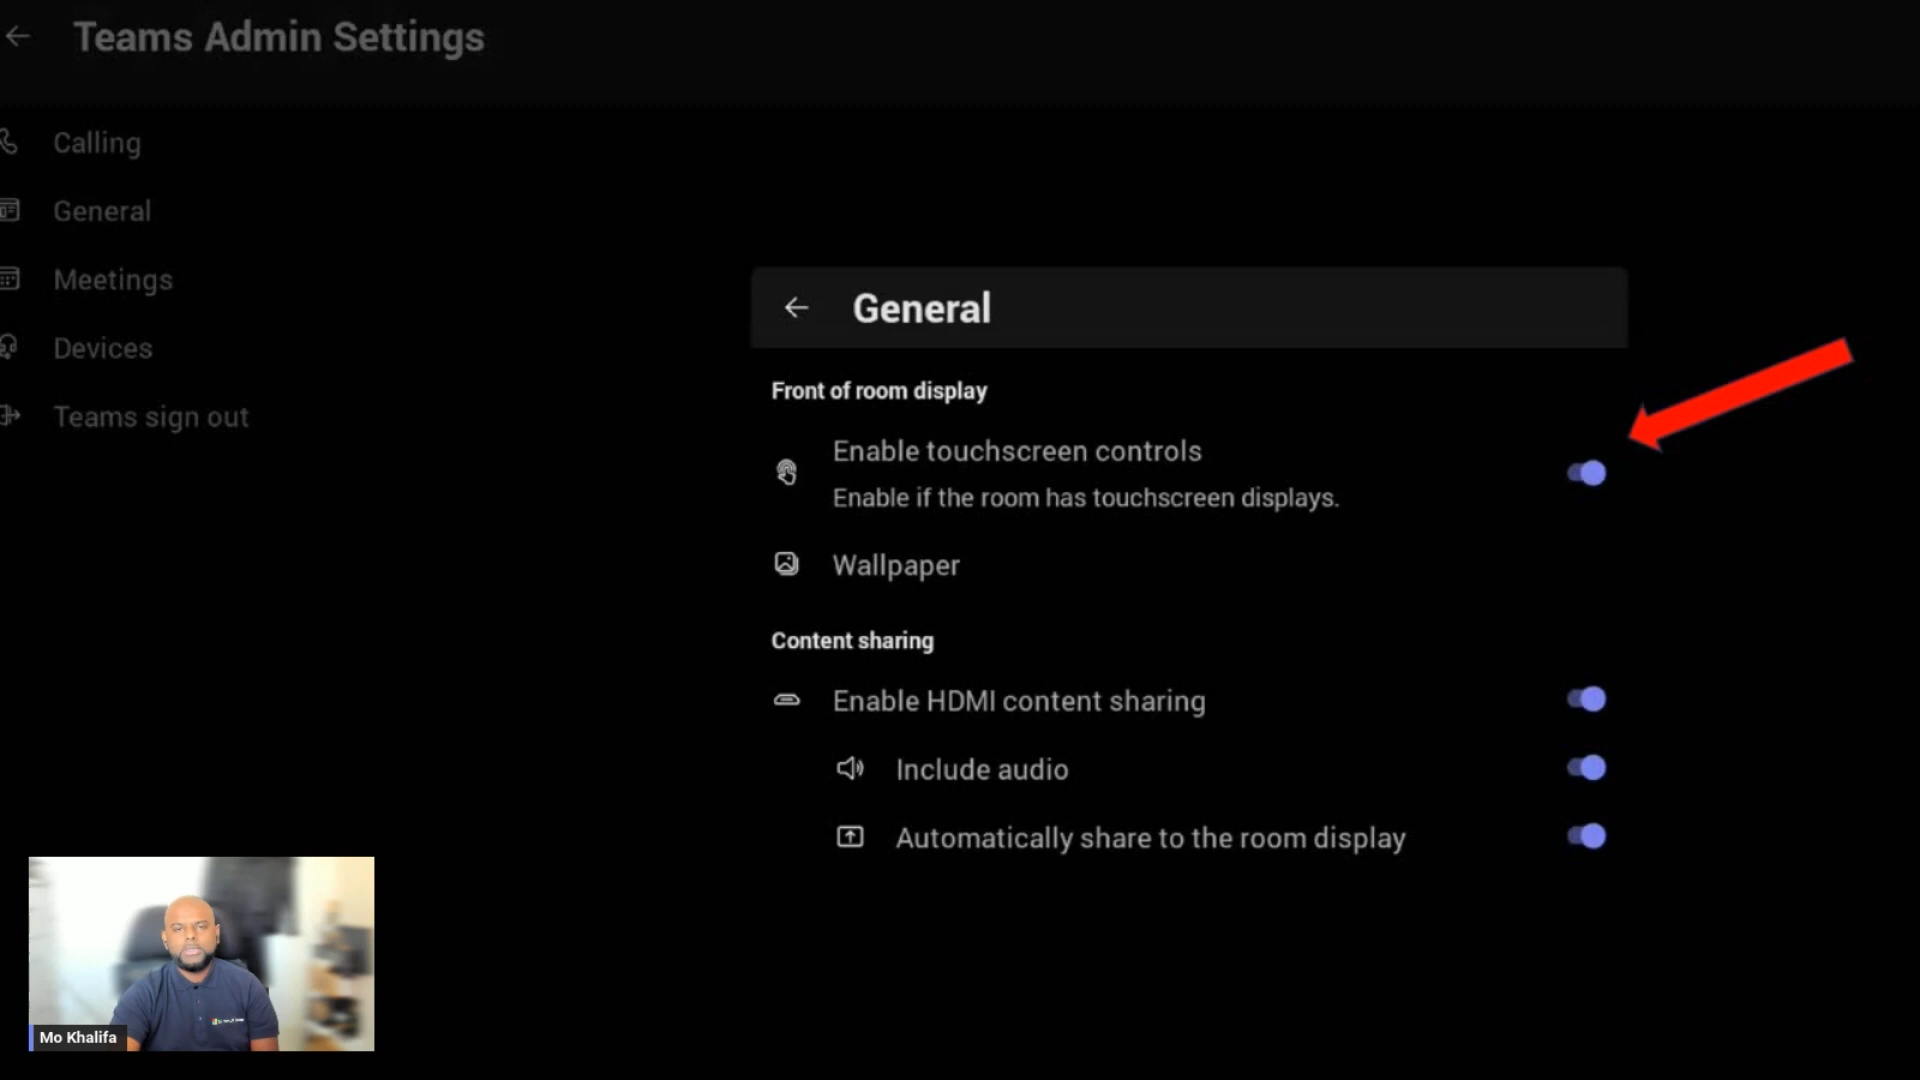 Teams Admin Settings
Calling
General
Meetings
Devices
Teams sign out
General
Front of room display
Enable touchscreen controls
Enable if the room has touchscreen displays.
Wallpaper
Content sharing
Enable HDMI content sharing
Include audio
Automatically share to the room display
Mo Khalifa